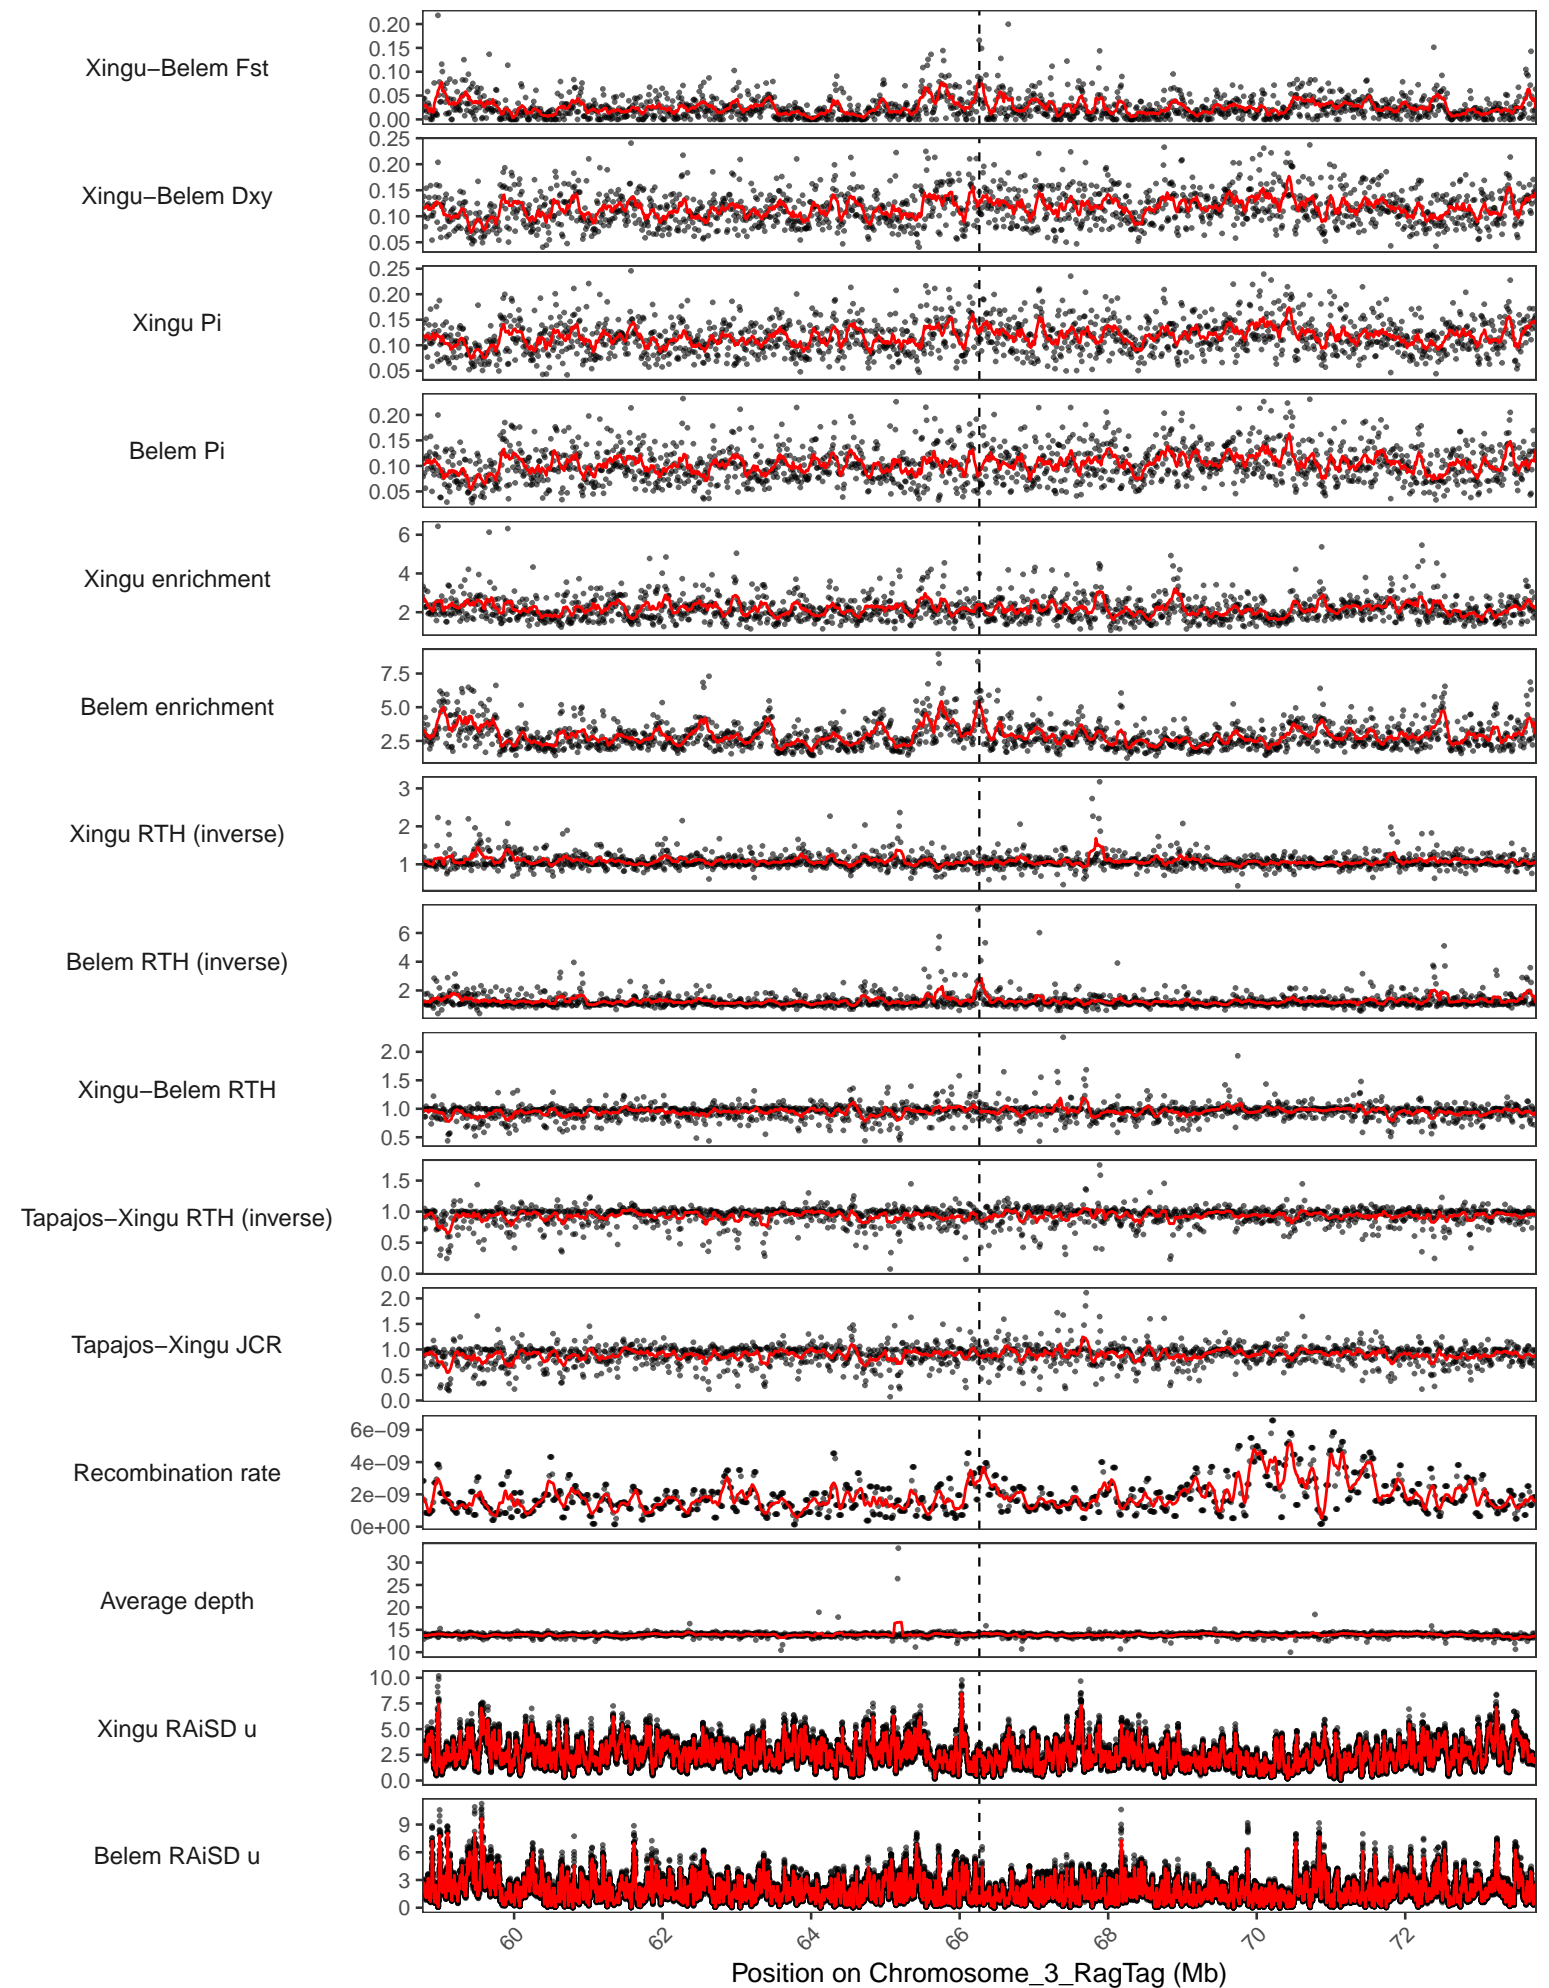 Xingu−Belem Fst
0.20
0.15
0.10
0.05
0.00
Xingu−Belem Dxy
0.25
0.20
0.15
0.10
0.05
Xingu Pi
0.25
0.20
0.15
0.10
0.05
Belem Pi
0.20
0.15
0.10
0.05
Xingu enrichment
6
4
2
Belem enrichment
7.5
5.0
2.5
Xingu RTH (inverse)
3
2
1
Belem RTH (inverse)
6
4
2
Xingu−Belem RTH
2.0
1.5
1.0
0.5
Tapajos−Xingu RTH (inverse)
1.5
1.0
0.5
0.0
Tapajos−Xingu JCR
2.0
1.5
1.0
0.5
0.0
Recombination rate
6e−09
4e−09
2e−09
0e+00
Average depth
30
25
20
15
10
Xingu RAiSD u
10.0
7.5
5.0
2.5
0.0
Belem RAiSD u
9
6
3
0
60 62 64 66 68 70 72
Position on Chromosome_3_RagTag (Mb)